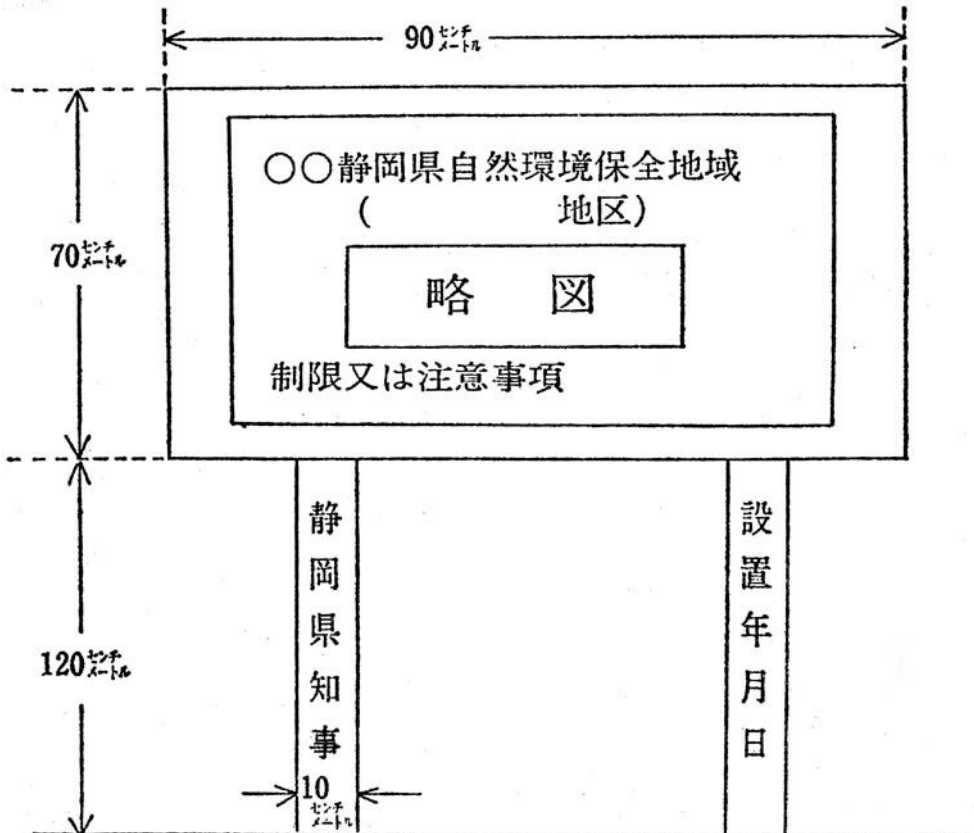 90センチメートル
70センチメートル
○○静岡県自然環境保全地域
(　　　　　地区)
略　図
制限又は注意事項
120センチメートル
静岡県知事
設置年月日
10センチメートル